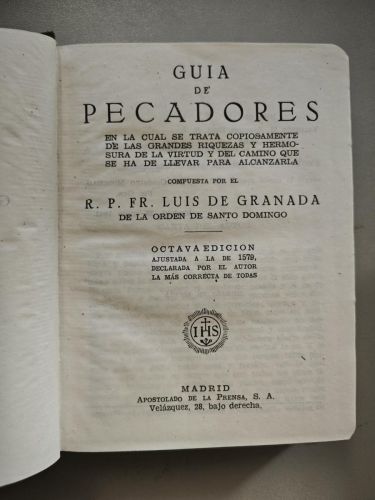 GUIA
DE
PECADORES
EN LA CUAL SE TRATA COPIOSAMENTE
DE LAS GRANDES RIQUEZAS Y HERMO-
SURA DE LA VIRTUD Y DEL CAMINO QUE
SE HA DE LLEVAR PARA ALCANZARLA
COMPUESTA POR EL
R. P. FR. LUIS DE GRANADA
DE LA ORDEN DE SANTO DOMINGO
OCTAVA EDICION
AJUSTADA A LA DE 1579,
DECLARADA POR EL AUTOR
LA MÁS CORRECTA DE TODAS
IHS
MADRID
APOSTOLADO DE LA PRENSA, S. A.
Velázquez, 28, bajo derecha.